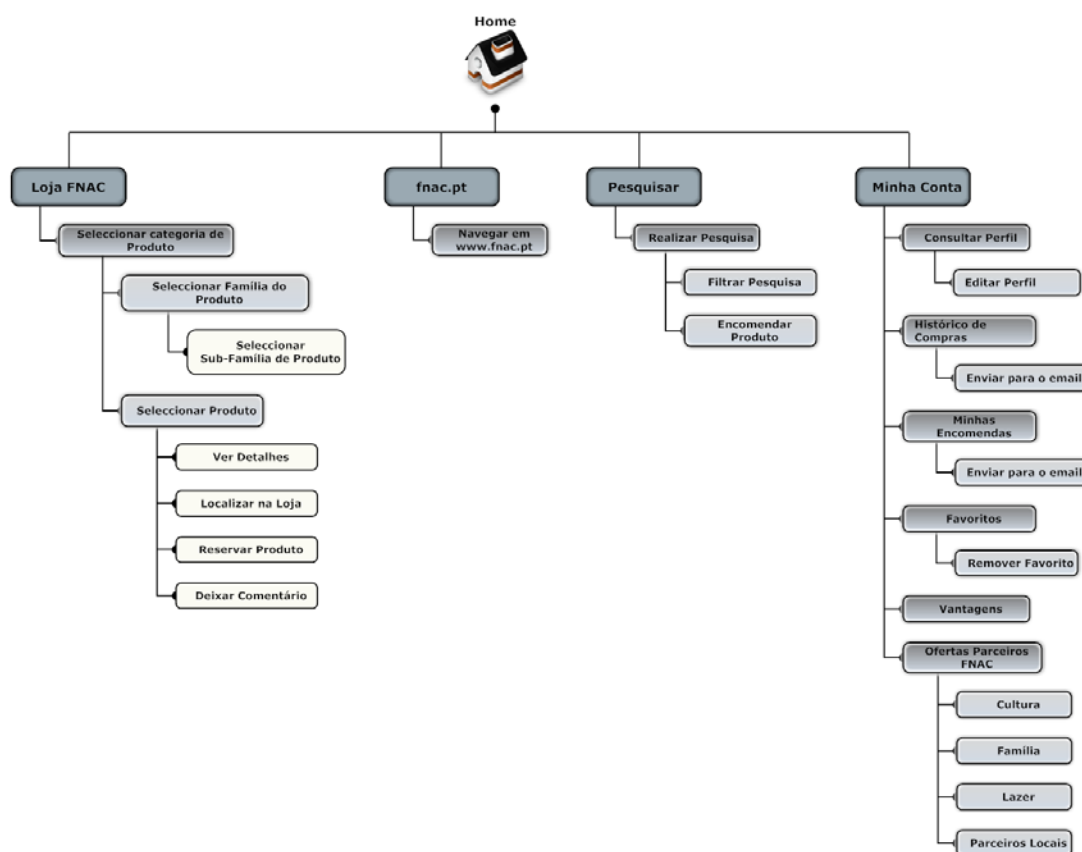 Home
Loja FNAC
fnac.pt
Pesquisar
Minha Conta
Seleccionar categoria de
Produto
Seleccionar Família do
Produto
Seleccionar
Sub-Família de Produto
Seleccionar Produto
Ver Detalhes
Localizar na Loja
Reservar Produto
Deixar Comentário
Navegar em
www.fnac.pt
Realizar Pesquisa
Filtrar Pesquisa
Encomendar
Produto
Consultar Perfil
Editar Perfil
Histórico de
Compras
Enviar para o email
Minhas
Encomendas
Enviar para o email
Favoritos
Remover Favorito
Vantagens
Ofertas Parceiros
FNAC
Cultura
Família
Lazer
Parceiros Locais